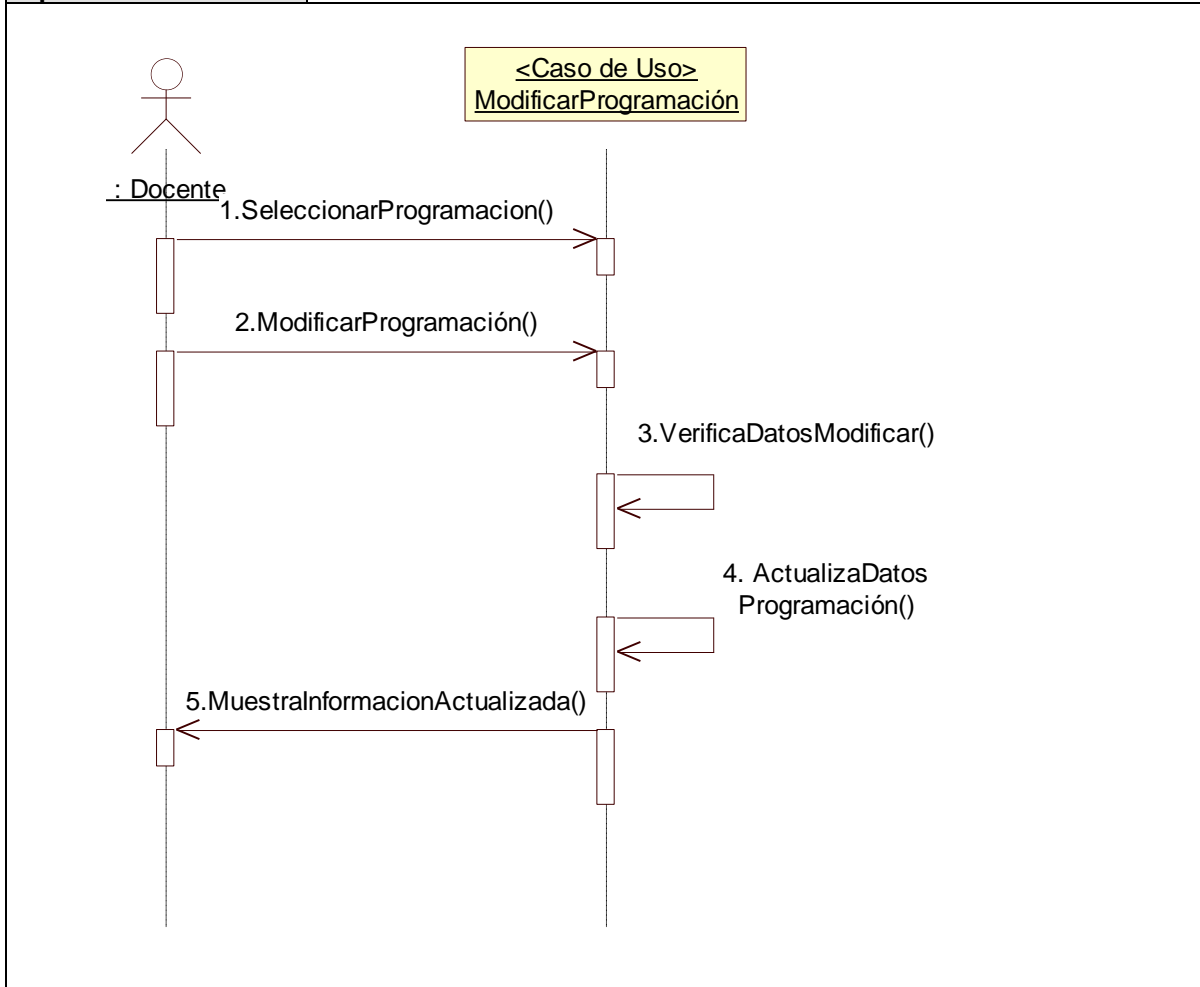 <Caso de Uso>
ModificarProgramación
: Docente
1.SeleccionarProgramacion()
2.ModificarProgramación()
3.VerificaDatosModificar()
4. ActualizaDatos
Programación()
5.MuestraInformacionActualizada()